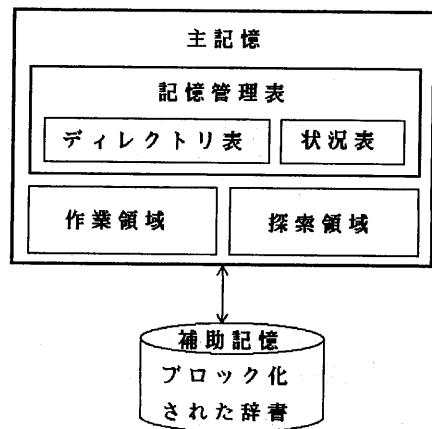 主記憶
記憶管理表
ディレクトリ表 状況表
作業領域 探索領域
補助記憶
ブロック化
された辞書